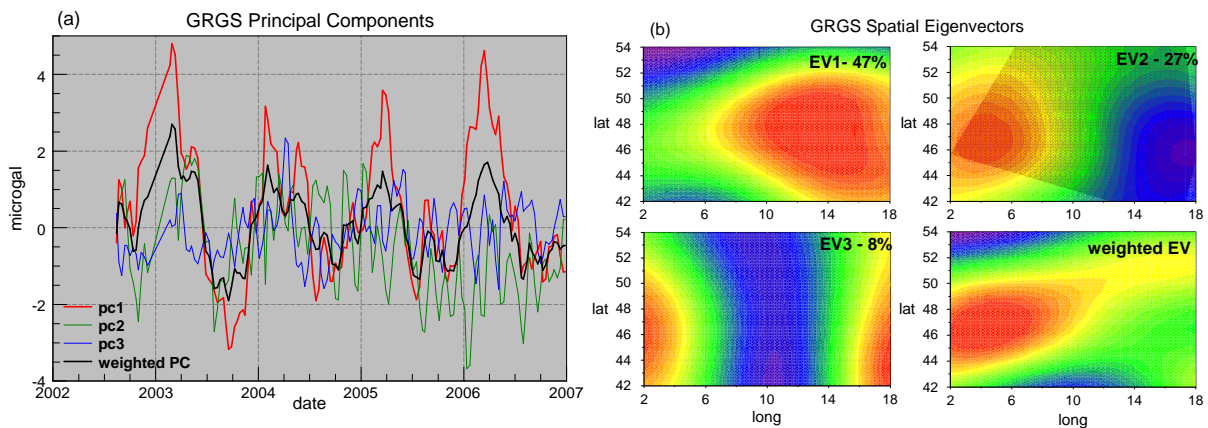 (a)
GRGS Principal Components
microgal
4
2
0
-2
-4
pc1
pc2
pc3
weighted PC
2002
2003
2004
2005
2006
2007
date
(b)
GRGS Spatial Eigenvectors
EV1- 47%
54
52
50
48
46
44
42
lat
2
6
10
14
18
EV2 - 27%
54
52
50
48
46
44
42
lat
2
6
10
14
18
EV3 - 8%
54
52
50
48
46
44
42
lat
2
6
10
14
18
long
weighted EV
54
52
50
48
46
44
42
lat
2
6
10
14
18
long